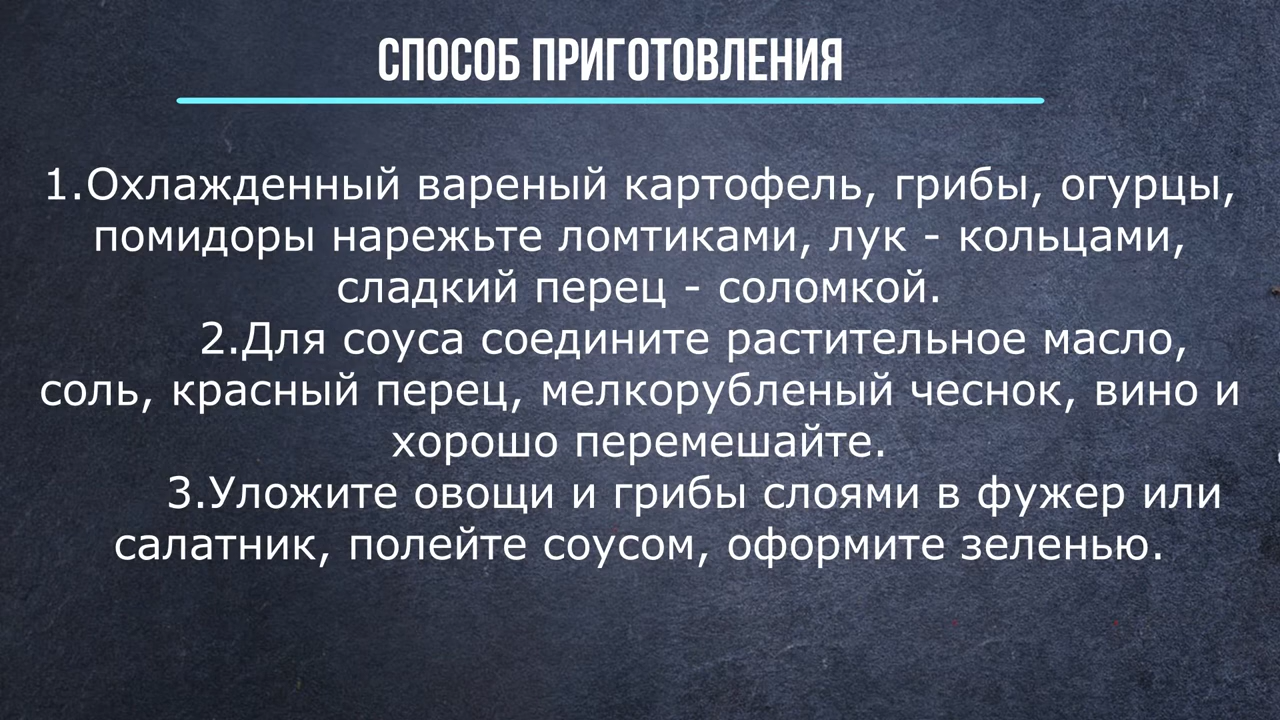 СПОСОБ ПРИГОТОВЛЕНИЯ
1.Охлажденный вареный картофель, грибы, огурцы,
помидоры нарежьте ломтиками, лук - кольцами,
сладкий перец - соломкой.
2.Для соуса соедините растительное масло,
соль, красный перец, мелкорубленый чеснок, вино и
хорошо перемешайте.
3.Уложите овощи и грибы слоями в фужер или
салатник, полейте соусом, оформите зеленью.